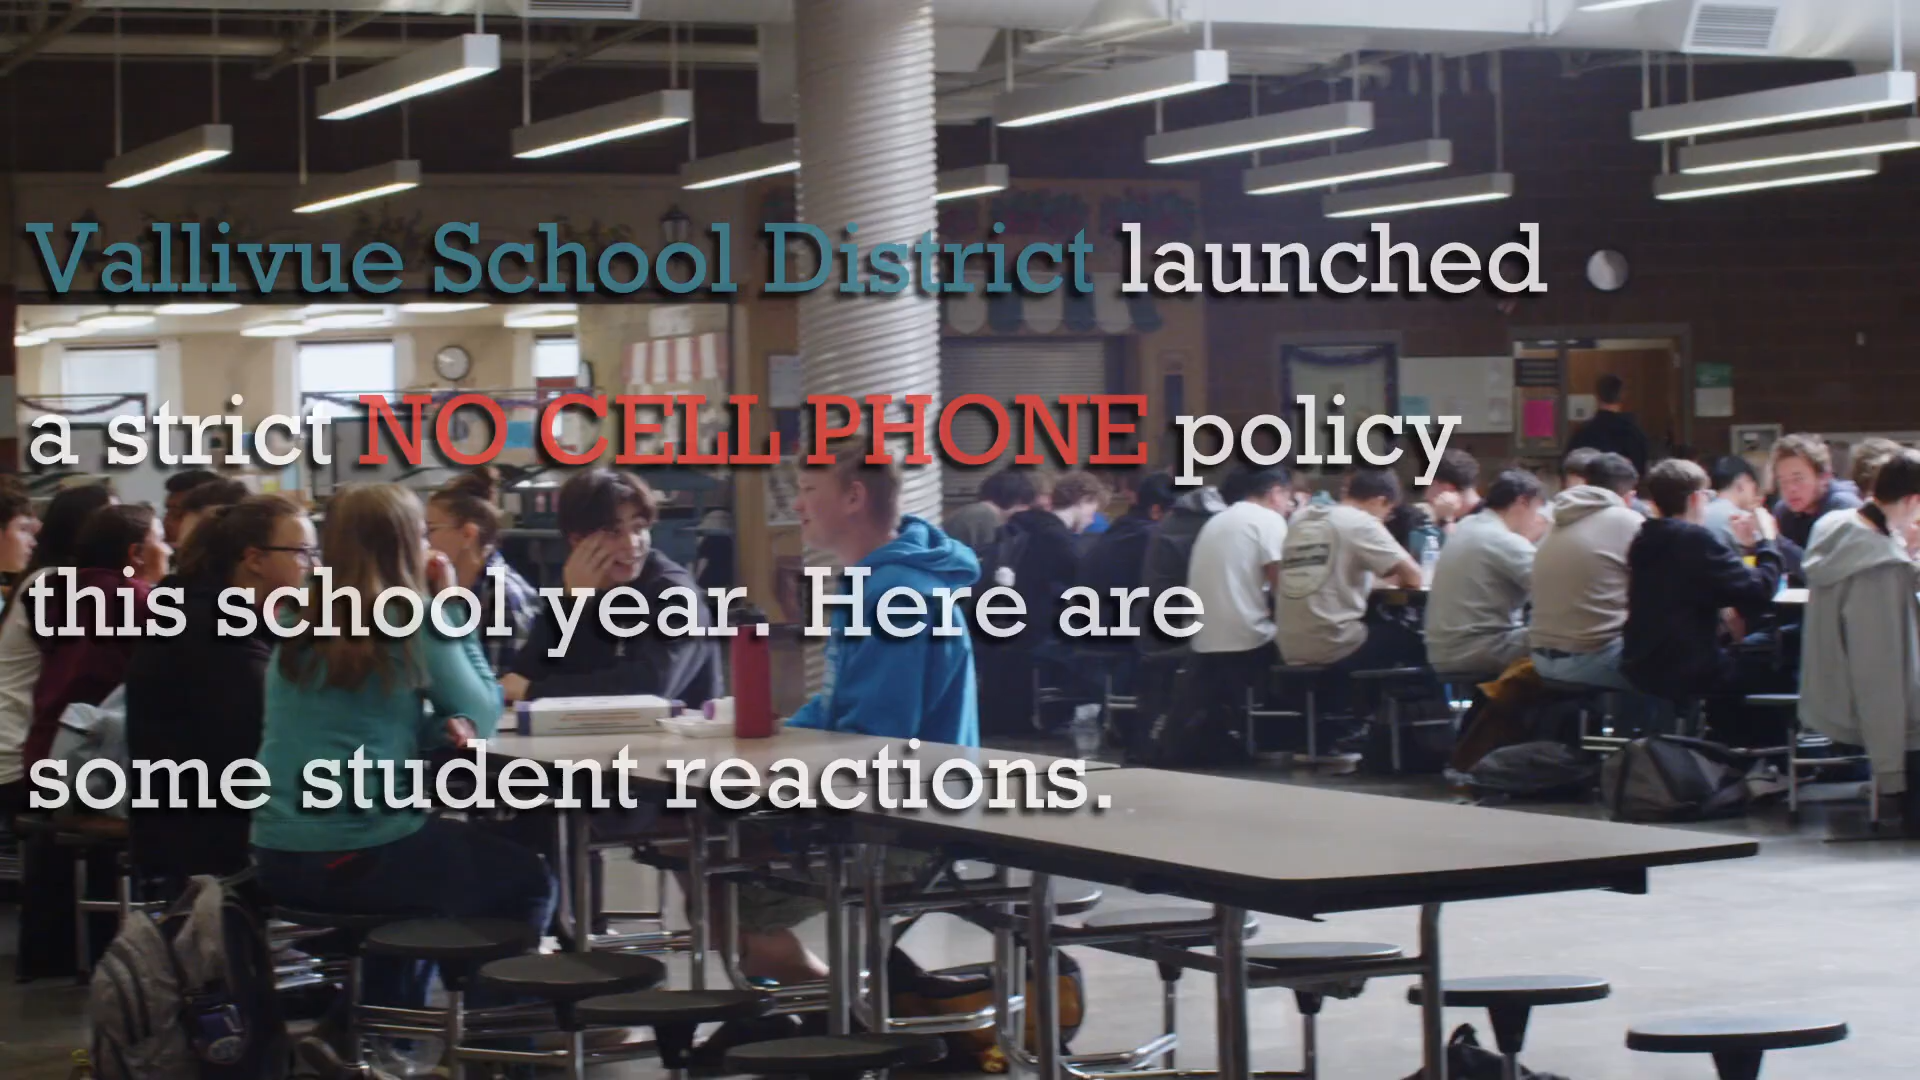 Vallivue School District launched
a strict NO CELL PHONE policy
this school year. Here are
some student reactions.